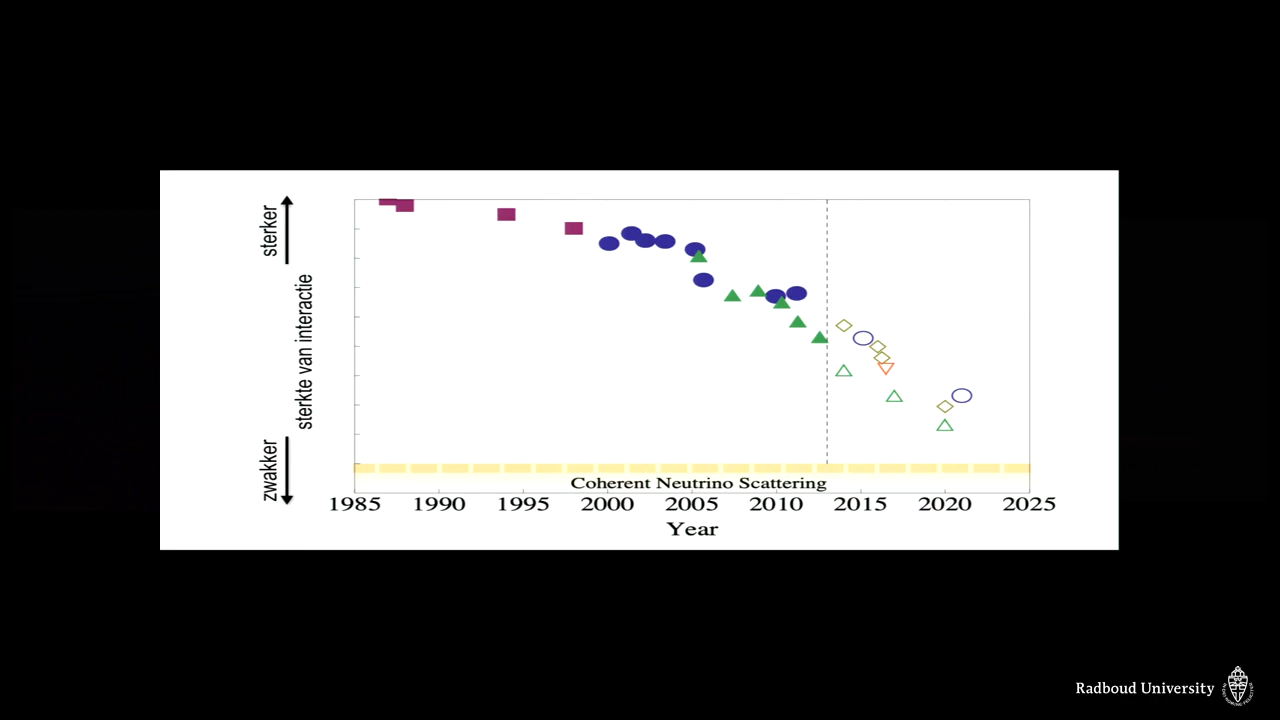 sterker
sterkte van interactie
zwakker
Coherent Neutrino Scattering
1985 1990 1995 2000 2005 2010 2015 2020 2025
Year
Radboud University